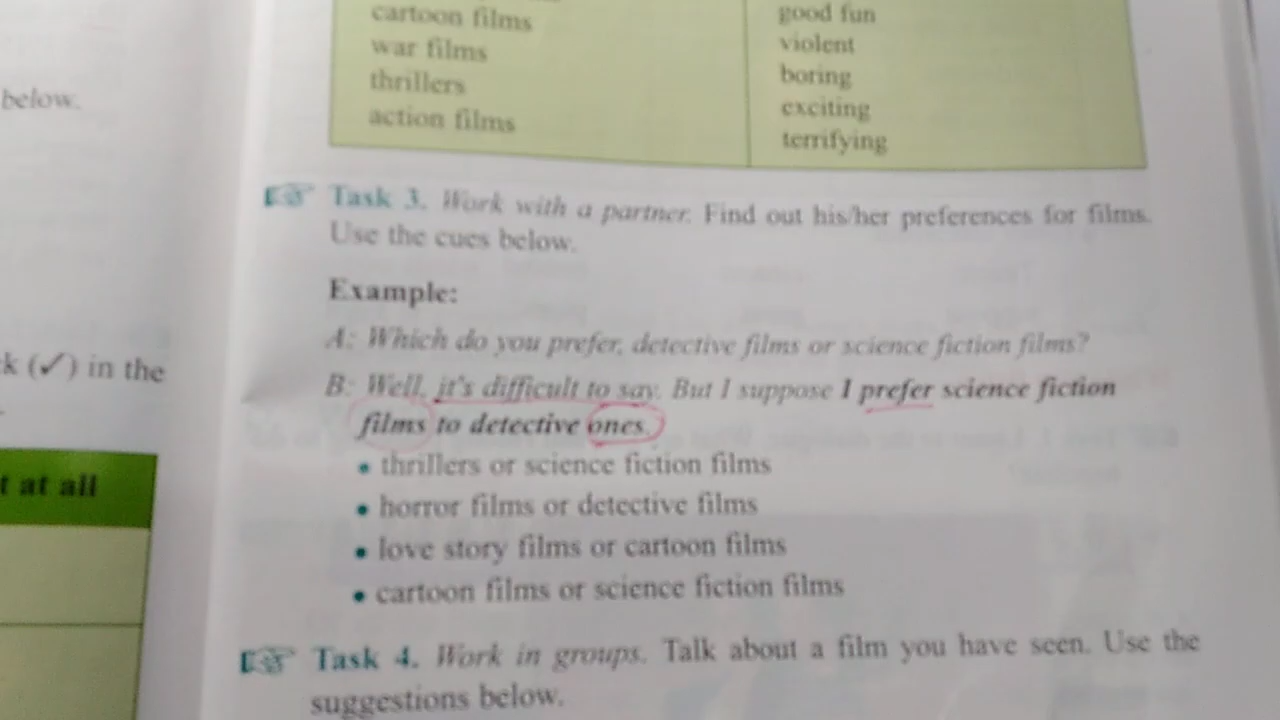 below.
k (✓) in the
t at all
cartoon films
war films
thrillers
action films
good fun
violent
boring
exciting
terrifying
Task 3. Work with a partner. Find out his/her preferences for films.
Use the cues below.
Example:
A: Which do you prefer, detective films or science fiction films?
B: Well, it's difficult to say. But I suppose I prefer science fiction
films to detective ones.
• thrillers or science fiction films
• horror films or detective films
• love story films or cartoon films
• cartoon films or science fiction films
Task 4. Work in groups. Talk about a film you have seen. Use the
suggestions below.